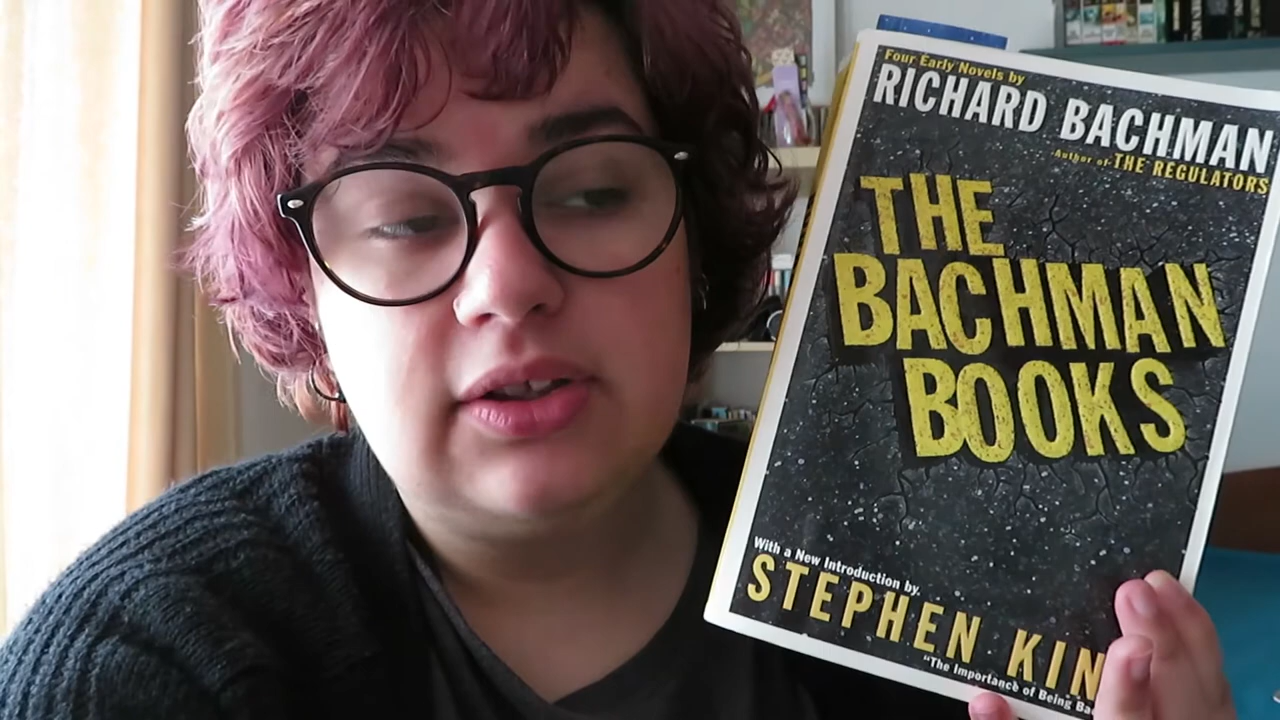 Four Early Novels by
RICHARD BACHMAN
Author of THE REGULATORS
THE
BACHMAN
BOOKS
With a New Introduction by
STEPHEN KIN
"The Importance of Being Ba